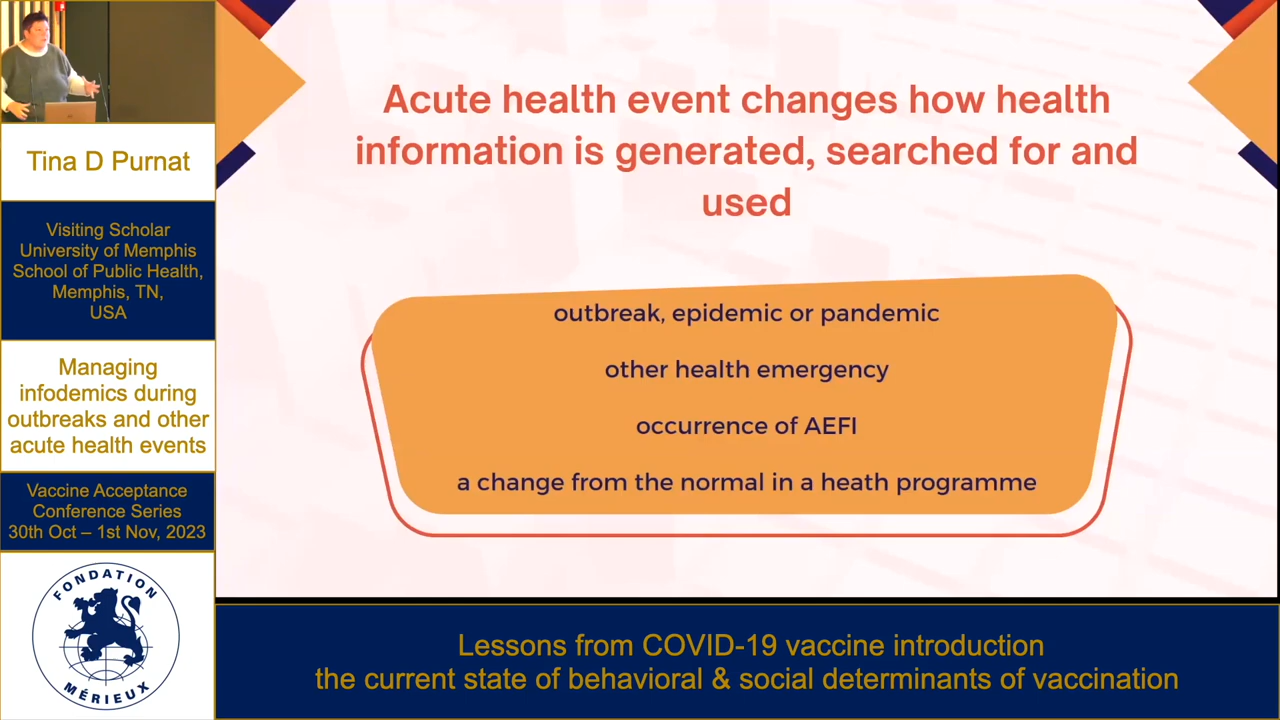 Tina D Purnat
Visiting Scholar
University of Memphis
School of Public Health,
Memphis, TN,
USA
Managing
infodemics during
outbreaks and other
acute health events
Vaccine Acceptance
Conference Series
30th Oct – 1st Nov, 2023
FONDATION
MÉRIEUX
Acute health event changes how health
information is generated, searched for and
used
outbreak, epidemic or pandemic
other health emergency
occurrence of AEFI
a change from the normal in a heath programme
Lessons from COVID-19 vaccine introduction
the current state of behavioral & social determinants of vaccination